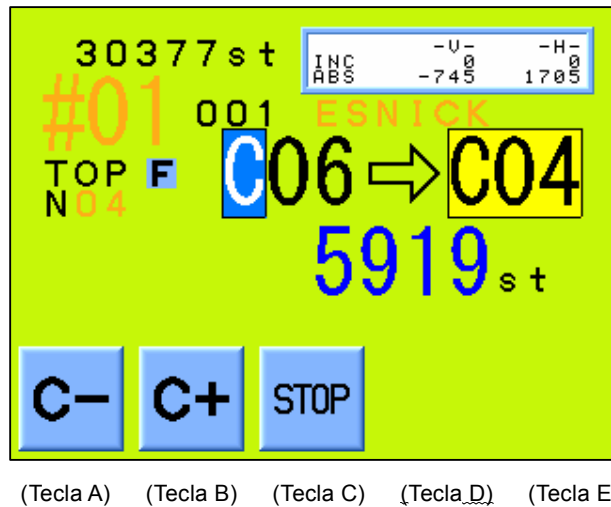 30377st
-V- -H-
INC 0 0
ABS -745 1705
#01 001 ESNICK
TOP F C06 ⇨ C04
N04
5919st
C− C+ STOP
(Tecla A) (Tecla B) (Tecla C) (Tecla D) (Tecla E